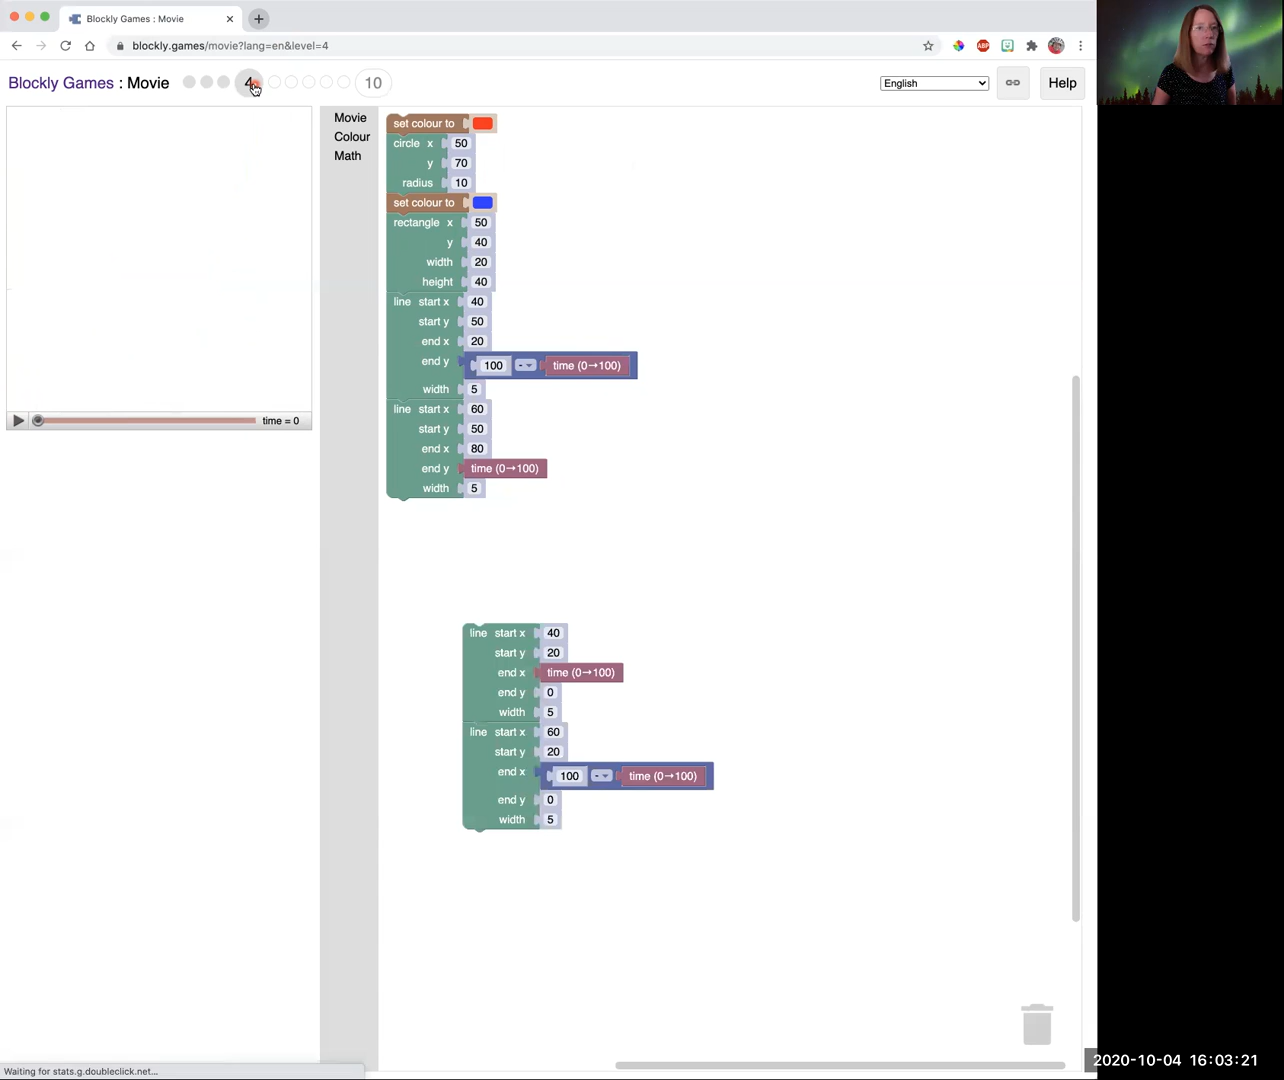 Blockly Games : Movie
blockly.games/movie?lang=en&level=4
ABP
Blockly Games : Movie
4
10
English
Help
Movie
Colour
Math
time = 0
set colour to
circle x 50
y 70
radius 10
set colour to
rectangle x 50
y 40
width 20
height 40
line start x 40
start y 50
end x 20
end y 100 - time (0→100)
width 5
line start x 60
start y 50
end x 80
end y time (0→100)
width 5
line start x 40
start y 20
end x time (0→100)
end y 0
width 5
line start x 60
start y 20
end x 100 - time (0→100)
end y 0
width 5
Waiting for stats.g.doubleclick.net...
2020-10-04 16:03:21